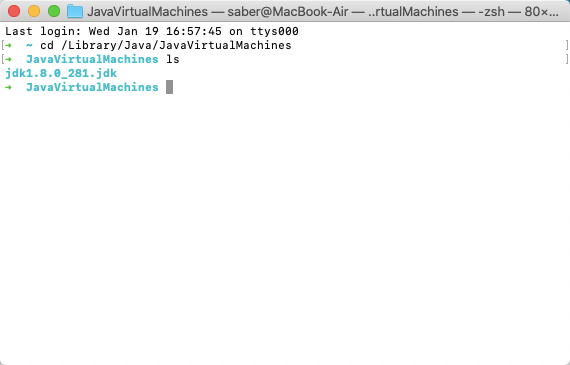 JavaVirtualMachines — saber@MacBook-Air — ..rtualMachines — -zsh — 80×...
Last login: Wed Jan 19 16:57:45 on ttys000
[➜  ~ cd /Library/Java/JavaVirtualMachines ]
[➜  JavaVirtualMachines ls ]
jdk1.8.0_281.jdk
➜  JavaVirtualMachines